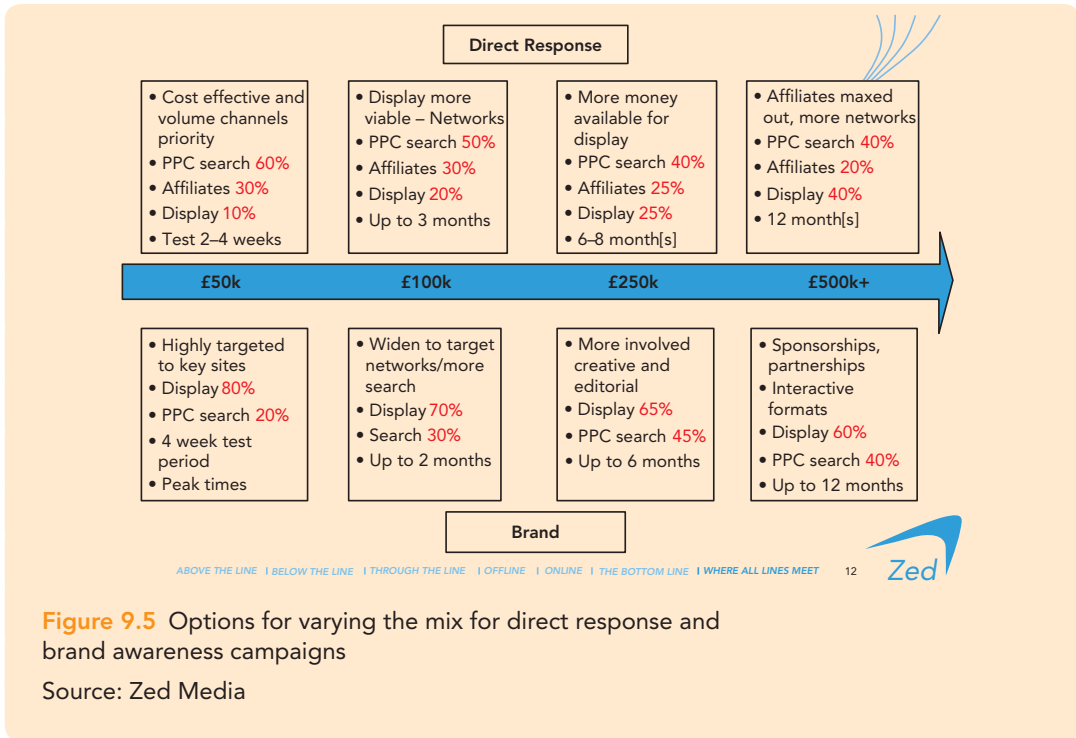 Direct Response
• Cost effective and
volume channels
priority
• PPC search 60%
• Affiliates 30%
• Display 10%
• Test 2–4 weeks
• Display more
viable – Networks
• PPC search 50%
• Affiliates 30%
• Display 20%
• Up to 3 months
• More money
available for
display
• PPC search 40%
• Affiliates 25%
• Display 25%
• 6–8 month[s]
• Affiliates maxed
out, more networks
• PPC search 40%
• Affiliates 20%
• Display 40%
• 12 month[s]
£50k £100k £250k £500k+
• Highly targeted
to key sites
• Display 80%
• PPC search 20%
• 4 week test
period
• Peak times
• Widen to target
networks/more
search
• Display 70%
• Search 30%
• Up to 2 months
• More involved
creative and
editorial
• Display 65%
• PPC search 45%
• Up to 6 months
• Sponsorships,
partnerships
• Interactive
formats
• Display 60%
• PPC search 40%
• Up to 12 months
Brand
ABOVE THE LINE | BELOW THE LINE | THROUGH THE LINE | OFFLINE | ONLINE | THE BOTTOM LINE | WHERE ALL LINES MEET 12
Zed
Figure 9.5 Options for varying the mix for direct response and
brand awareness campaigns
Source: Zed Media